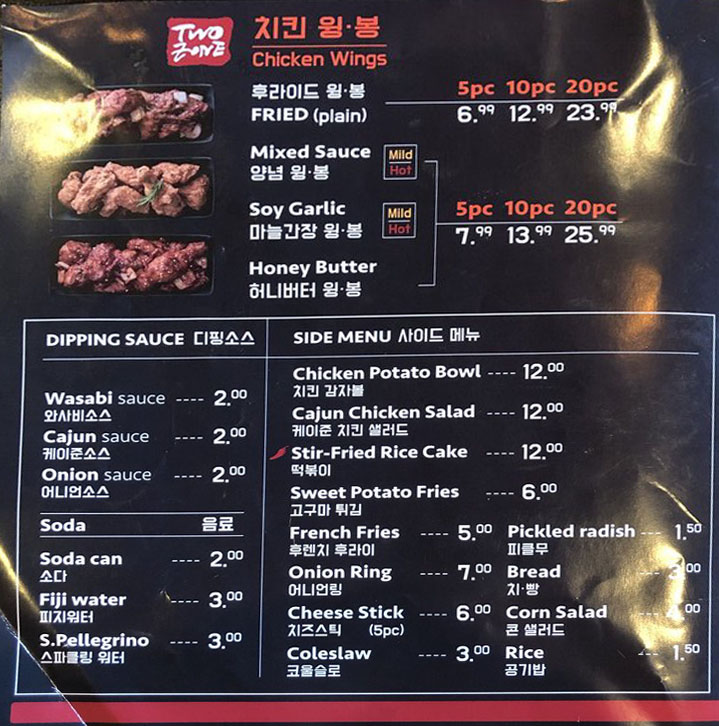 TWO
ZONE
치킨 윙·봉
Chicken Wings
후라이드 윙·봉
FRIED (plain)
5pc 10pc 20pc
6.99 12.99 23.99
Mixed Sauce
양념 윙·봉
Mild
Hot
Soy Garlic
마늘간장 윙·봉
Mild
Hot
5pc 10pc 20pc
7.99 13.99 25.99
Honey Butter
허니버터 윙·봉
DIPPING SAUCE 디핑소스
Wasabi sauce ---- 2.00
와사비소스
Cajun sauce ---- 2.00
케이준소스
Onion sauce ---- 2.00
어니언소스
Soda 음료
Soda can ---- 2.00
소다
Fiji water ---- 3.00
피지워터
S.Pellegrino ---- 3.00
스파클링 워터
SIDE MENU 사이드 메뉴
Chicken Potato Bowl ---- 12.00
치킨 감자볼
Cajun Chicken Salad ---- 12.00
케이준 치킨 샐러드
Stir-Fried Rice Cake ---- 12.00
떡볶이
Sweet Potato Fries ---- 6.00
고구마 튀김
French Fries ---- 5.00
후렌치 후라이
Onion Ring ---- 7.00
어니언링
Cheese Stick ---- 6.00
치즈스틱 (5pc)
Coleslaw ---- 3.00
코울슬로
Pickled radish --- 1.50
피클무
Bread
치·빵
Corn Salad
콘 샐러드
Rice --- 1.50
공기밥